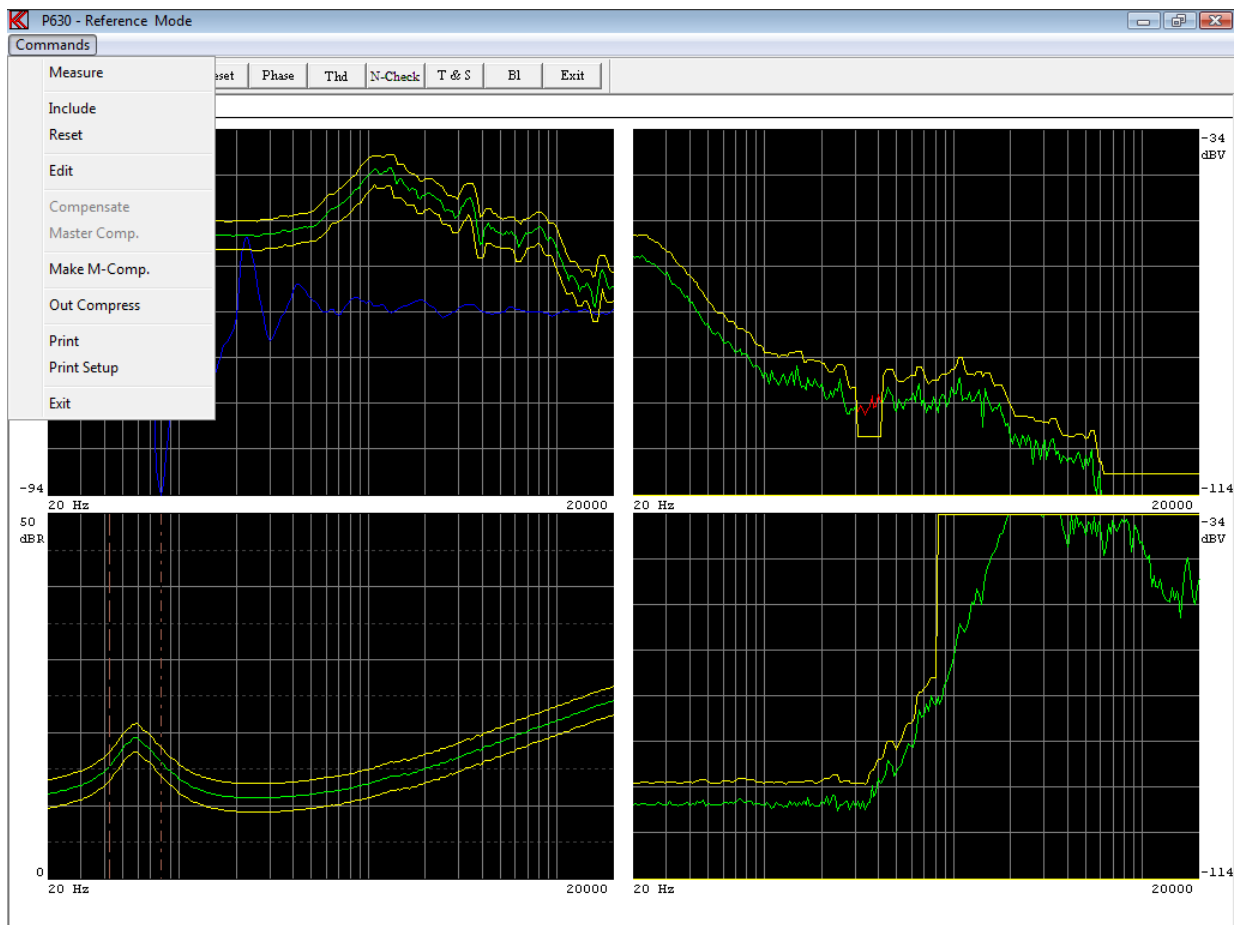 P630 - Reference Mode
Commands
Measure
Include
Reset
Edit
Compensate
Master Comp.
Make M-Comp.
Out Compress
Print
Print Setup
Exit
Phase Thd N-Check T & S Bl Exit
-34
dBV
-94
20 Hz 20000
-114
20 Hz 20000
50
dBR
0
20 Hz 20000
-34
dBV
-114
20 Hz 20000